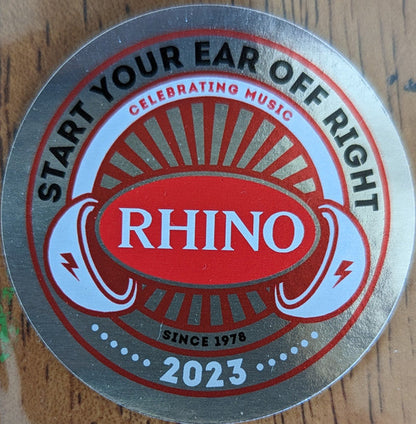 START YOUR EAR OFF RIGHT
CELEBRATING MUSIC
RHINO
SINCE 1978
2023